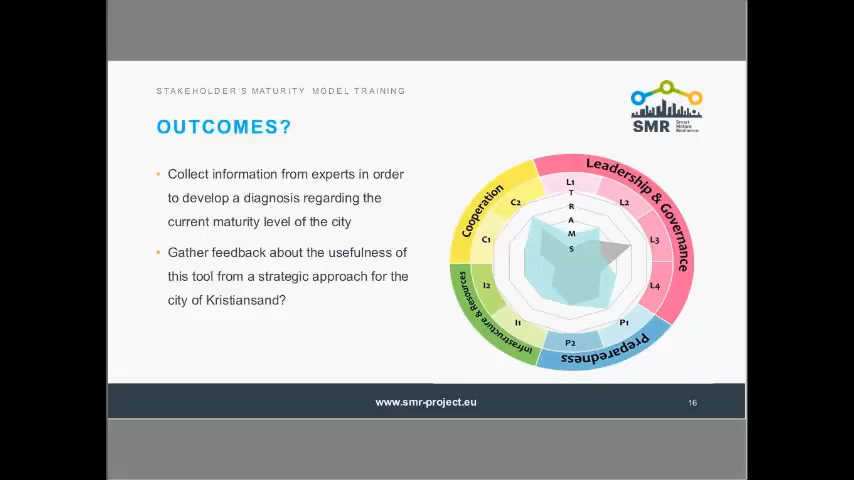 STAKEHOLDER'S MATURITY MODEL TRAINING
OUTCOMES?
SMR Smart
Mature
Resilience
• Collect information from experts in order
to develop a diagnosis regarding the
current maturity level of the city
• Gather feedback about the usefulness of
this tool from a strategic approach for the
city of Kristiansand?
Leadership & Governance
Cooperation
Infrastructure & Resources
Preparedness
L1
L2
L3
L4
P1
P2
I1
I2
C1
C2
T
R
A
M
S
www.smr-project.eu
16